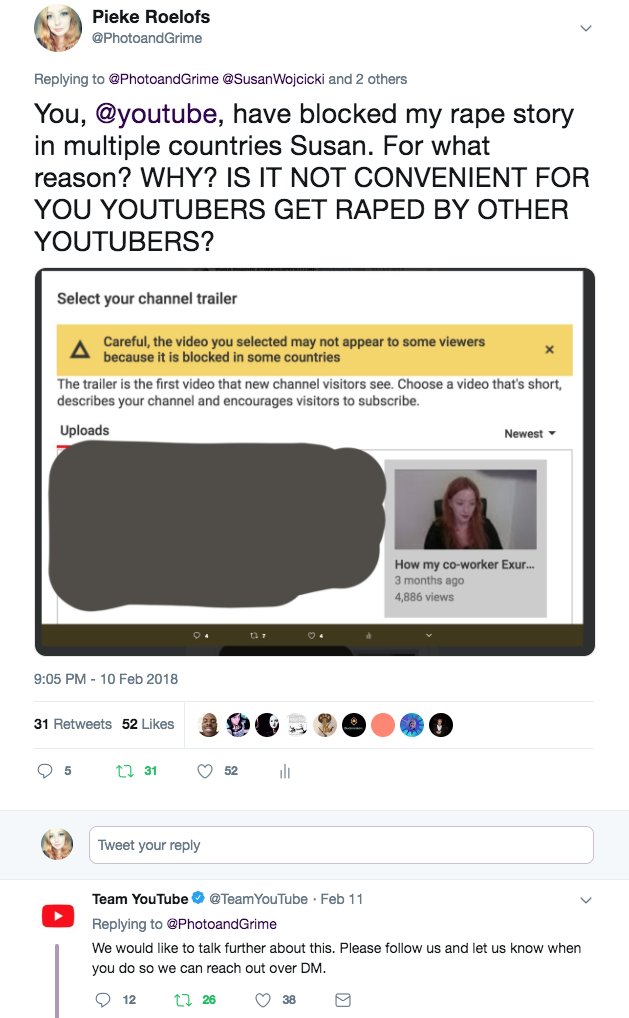 Pieke Roelofs
@PhotoandGrime
Replying to @PhotoandGrime @SusanWojcicki and 2 others
You, @youtube, have blocked my rape story
in multiple countries Susan. For what
reason? WHY? IS IT NOT CONVENIENT FOR
YOU YOUTUBERS GET RAPED BY OTHER
YOUTUBERS?
Select your channel trailer
Careful, the video you selected may not appear to some viewers
because it is blocked in some countries
×
The trailer is the first video that new channel visitors see. Choose a video that's short,
describes your channel and encourages visitors to subscribe.
Uploads
Newest
How my co-worker Exur...
3 months ago
4,886 views
4 7 4
9:05 PM - 10 Feb 2018
31 Retweets 52 Likes
5 31 52
Tweet your reply
Team YouTube @TeamYouTube · Feb 11
Replying to @PhotoandGrime
We would like to talk further about this. Please follow us and let us know when
you do so we can reach out over DM.
12 26 38